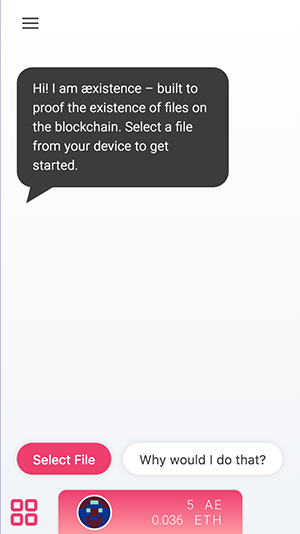 Hi! I am æxistence – built to
proof the existence of files on
the blockchain. Select a file
from your device to get
started.
Select File
Why would I do that?
5 AE
0.036 ETH